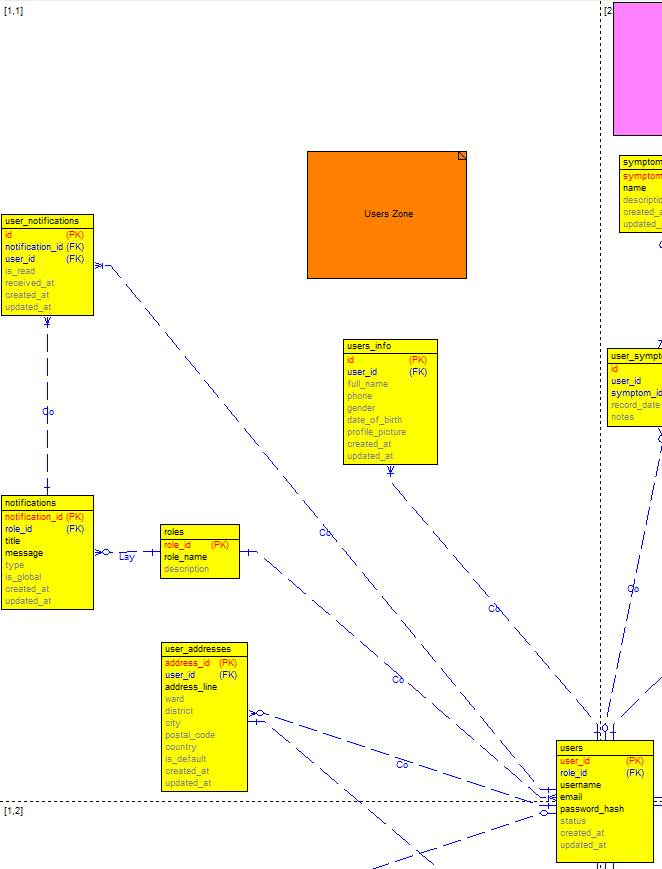 [1,1]
[2
Users Zone
symptom
symptom
name
descriptio
created_a
updated_
user_notifications
id (PK)
notification_id (FK)
user_id (FK)
is_read
received_at
created_at
updated_at
users_info
id (PK)
user_id (FK)
full_name
phone
gender
date_of_birth
profile_picture
created_at
updated_at
user_sympt
id
user_id
symptom_id
record_date
notes
Co
notifications
notification_id (PK)
role_id (FK)
title
message
type
is_global
created_at
updated_at
Lay
roles
role_id (PK)
role_name
description
Co
Co
Co
Co
user_addresses
address_id (PK)
user_id (FK)
address_line
ward
district
city
postal_code
country
is_default
created_at
updated_at
Co
users
user_id (PK)
role_id (FK)
username
email
password_hash
status
created_at
updated_at
[1,2]